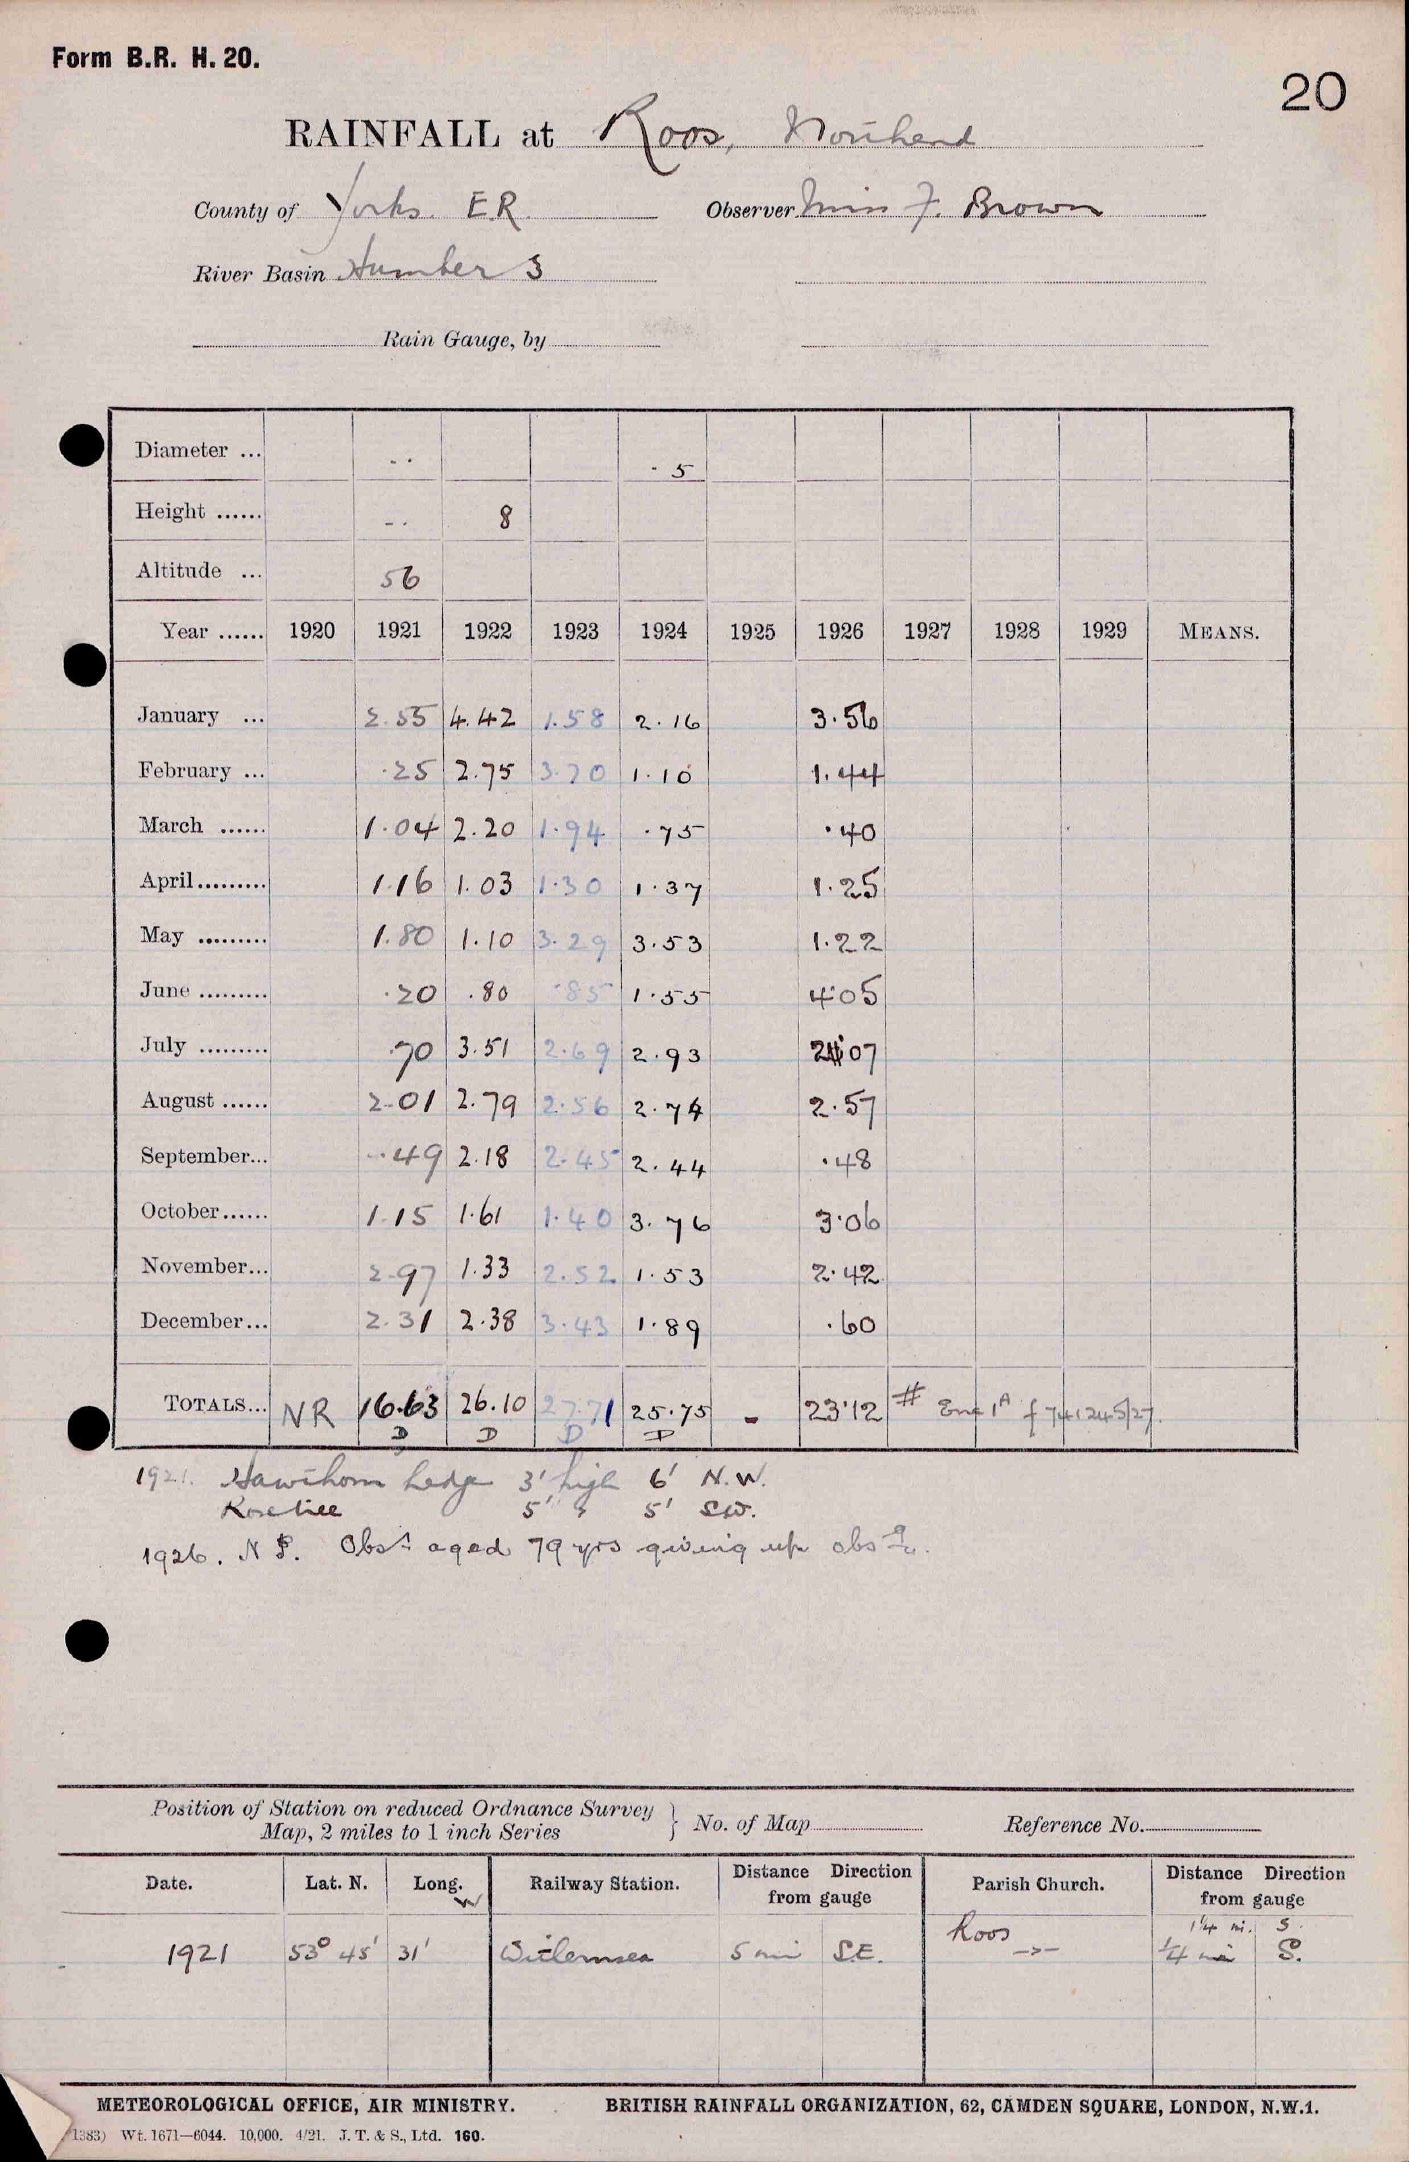 Form B.R. H. 20.
20
RAINFALL at Roos, Northend
County of Yorks. E.R. Observer Miss F. Brown
River Basin Humber 3
Rain Gauge, by
Diameter ... - . . 5
Height ...... - . 8
Altitude ... 56
Year ...... 1920 1921 1922 1923 1924 1925 1926 1927 1928 1929 MEANS.
January ... 2.55 4.42 1.58 2.16 3.56
February ... .25 2.75 3.70 1.10 1.44
March ...... 1.04 2.20 1.94 .75 .40
April......... 1.16 1.03 1.30 1.37 1.25
May ......... 1.80 1.10 3.29 3.53 1.22
June ......... .20 .80 .85 1.55 4.05
July ......... .70 3.51 2.69 2.93 2.07
August ...... 2.01 2.79 2.56 2.74 2.57
September... .49 2.18 2.45 2.44 .48
October...... 1.15 1.61 1.40 3.76 3.06
November... 2.97 1.33 2.52 1.53 2.42
December... 2.31 2.38 3.43 1.89 .60
TOTALS... NR 16.63 26.10 27.71 25.75 - 23.12 # Enc 1A f 741245/27.
D D D D
1921. Hawthorn hedge 3' high 6' N.W.
Rosetree 5' " 5' SW.
1926. N P. Obsr aged 79 yrs giving up obsns.
Position of Station on reduced Ordnance Survey
Map, 2 miles to 1 inch Series } No. of Map Reference No.
Date. Lat. N. Long. W Railway Station. Distance Direction from gauge Parish Church. Distance Direction from gauge
Roos 1¼ mi. S.
1921 53° 45' 31' Withernsea 5 mi S.E. -->- ¼ mi S.
METEOROLOGICAL OFFICE, AIR MINISTRY. BRITISH RAINFALL ORGANIZATION, 62, CAMDEN SQUARE, LONDON, N.W.1.
1383) Wt. 1671—6044. 10,000. 4/21. J. T. & S., Ltd. 160.